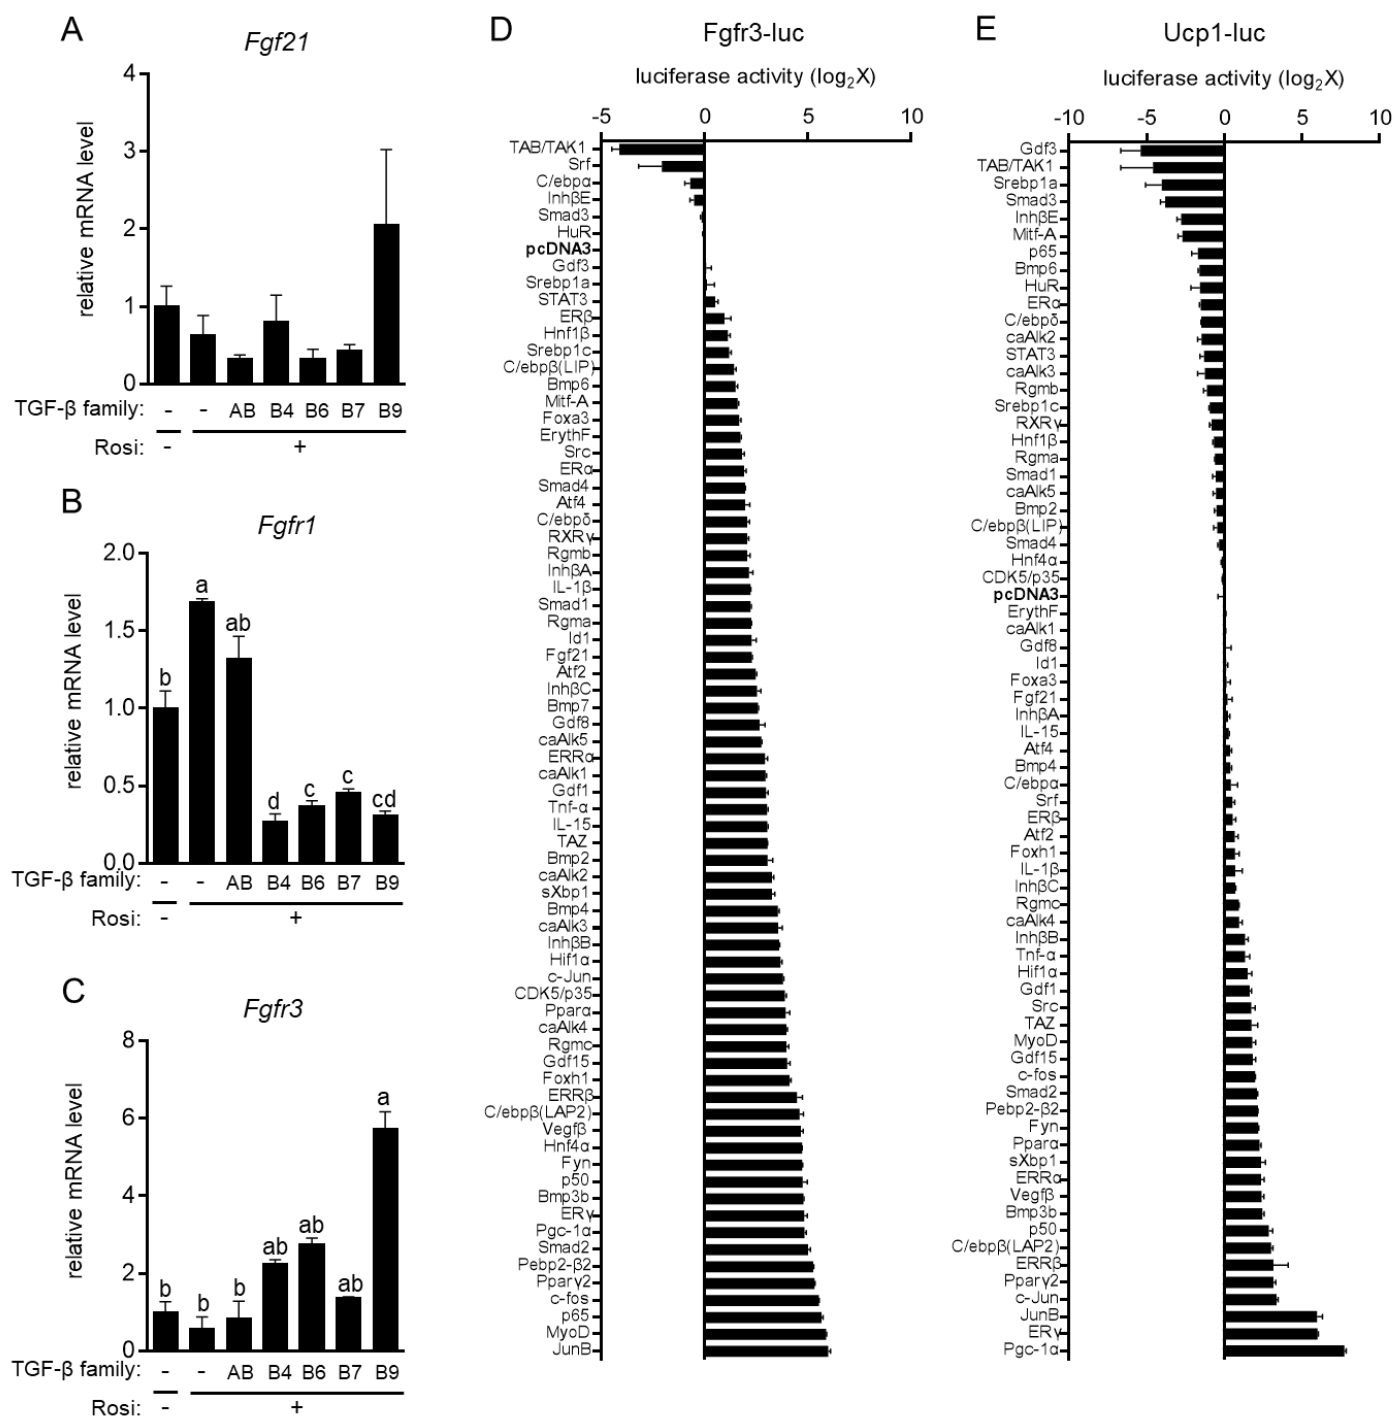 A
Fgf21
relative mRNA level
4
3
2
1
0
TGF-β family: - - AB B4 B6 B7 B9
Rosi: - +
B
Fgfr1
relative mRNA level
2.0
1.5
1.0
0.5
0.0
b a ab d c c cd
TGF-β family: - - AB B4 B6 B7 B9
Rosi: - +
C
Fgfr3
relative mRNA level
8
6
4
2
0
b b b ab ab ab a
TGF-β family: - - AB B4 B6 B7 B9
Rosi: - +
D
Fgfr3-luc
luciferase activity (log2X)
-5 0 5 10
TAB/TAK1
Srf
C/ebpα
InhβE
Smad3
HuR
pcDNA3
Gdf3
Srebp1a
STAT3
ERβ
Hnf1β
Srebp1c
C/ebpβ(LIP)
Bmp6
Mitf-A
Foxa3
ErythF
Src
ERα
Smad4
Atf4
C/ebpδ
RXRγ
Rgmb
InhβA
IL-1β
Smad1
Rgma
Id1
Fgf21
Atf2
InhβC
Bmp7
Gdf8
caAlk5
ERRα
caAlk1
Gdf1
Tnf-α
IL-15
TAZ
Bmp2
caAlk2
sXbp1
Bmp4
caAlk3
InhβB
Hif1α
c-Jun
CDK5/p35
Pparα
caAlk4
Rgmc
Gdf15
Foxh1
ERRβ
C/ebpβ(LAP2)
Vegfβ
Hnf4α
Fyn
p50
Bmp3b
ERγ
Pgc-1α
Smad2
Pebp2-β2
Pparγ2
c-fos
p65
MyoD
JunB
E
Ucp1-luc
luciferase activity (log2X)
-10 -5 0 5 10
Gdf3
TAB/TAK1
Srebp1a
Smad3
InhβE
Mitf-A
p65
Bmp6
HuR
ERα
C/ebpδ
caAlk2
STAT3
caAlk3
Rgmb
Srebp1c
RXRγ
Hnf1β
Rgma
Smad1
caAlk5
Bmp2
C/ebpβ(LIP)
Smad4
Hnf4α
CDK5/p35
pcDNA3
ErythF
caAlk1
Gdf8
Id1
Foxa3
Fgf21
InhβA
IL-15
Atf4
Bmp4
C/ebpα
Srf
ERβ
Atf2
Foxh1
IL-1β
InhβC
Rgmc
caAlk4
InhβB
Tnf-α
Hif1α
Gdf1
Src
TAZ
MyoD
Gdf15
c-fos
Smad2
Pebp2-β2
Fyn
Pparα
sXbp1
ERRα
Vegfβ
Bmp3b
p50
C/ebpβ(LAP2)
ERRβ
Pparγ2
c-Jun
JunB
ERγ
Pgc-1α